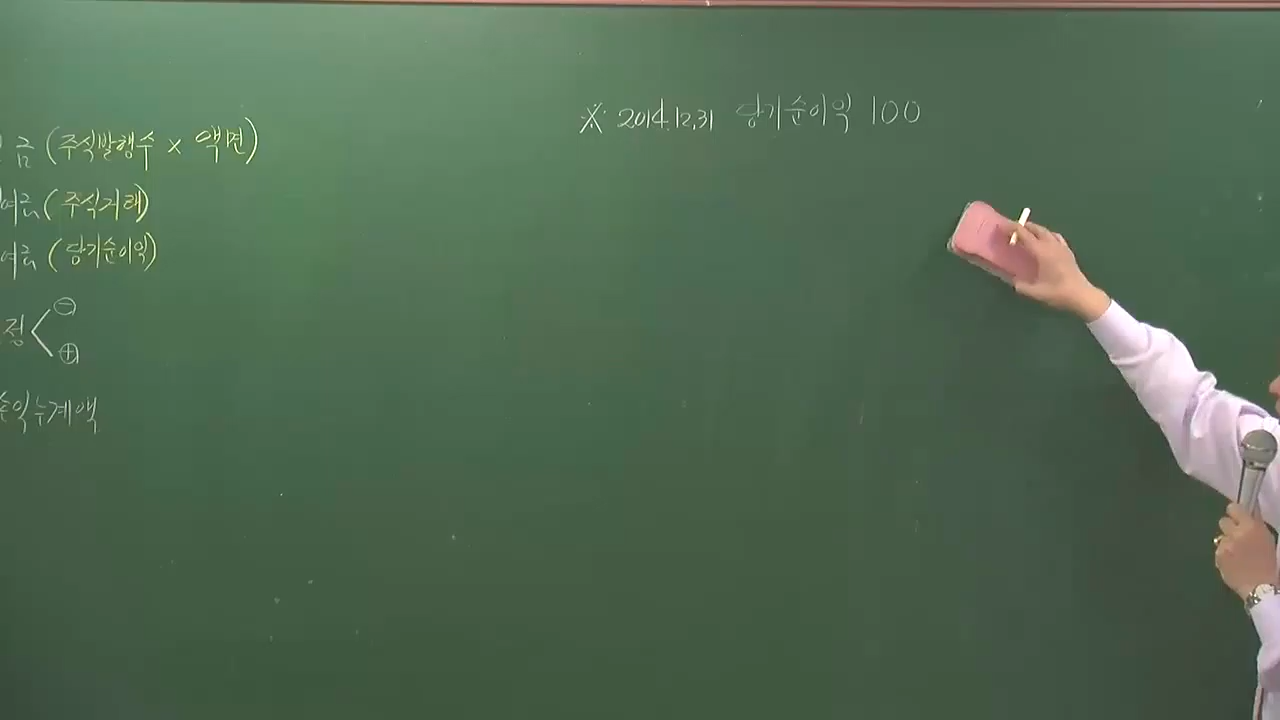 금 (주식발행수 × 액면)
여금 (주식거래)
여금 (당기순이익)
정 < ⊖ ⊕
손익누계액
※ 2014.12.31 당기순이익 100